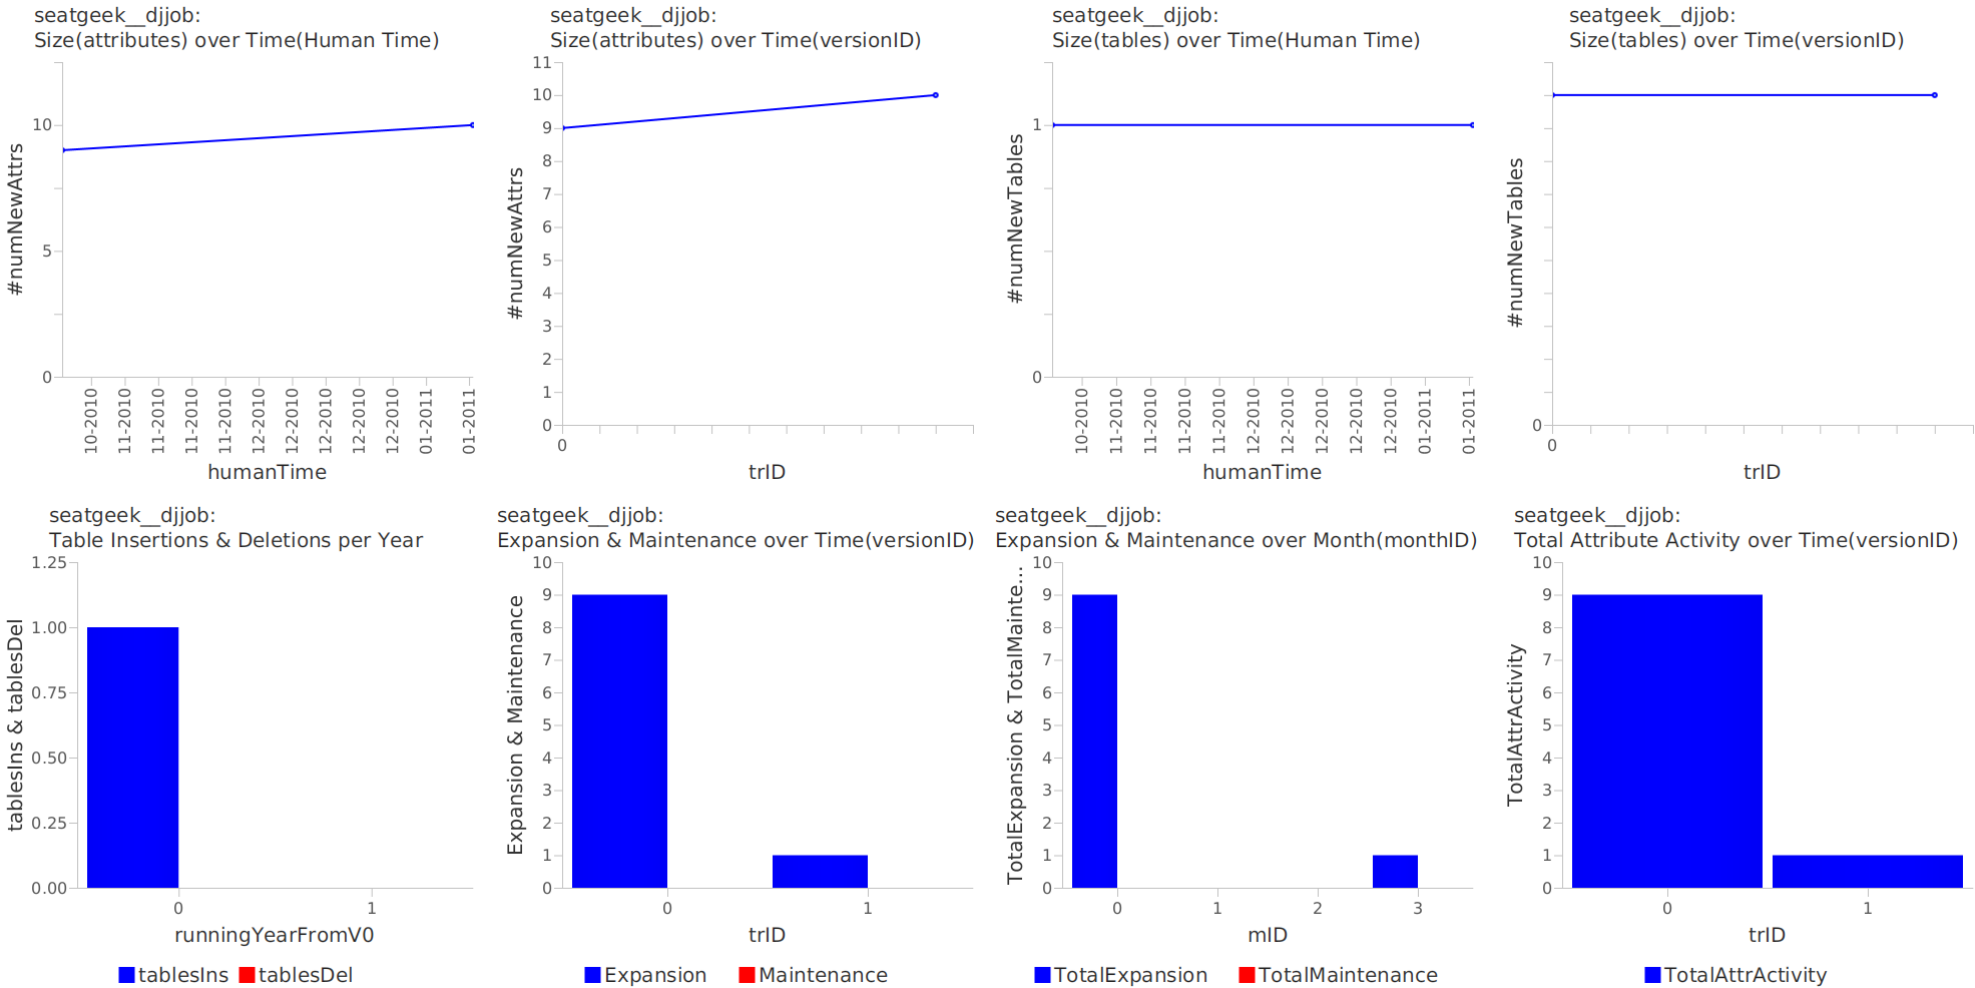 seatgeek__djjob:
Size(attributes) over Time(Human Time)
#numNewAttrs
10
5
0
10-2010
11-2010
11-2010
11-2010
11-2010
12-2010
12-2010
12-2010
12-2010
12-2010
01-2011
01-2011
humanTime
seatgeek__djjob:
Size(attributes) over Time(versionID)
#numNewAttrs
11
10
9
8
7
6
5
4
3
2
1
0
0
trID
seatgeek__djjob:
Size(tables) over Time(Human Time)
#numNewTables
1
0
10-2010
11-2010
11-2010
11-2010
11-2010
12-2010
12-2010
12-2010
12-2010
12-2010
01-2011
01-2011
humanTime
seatgeek__djjob:
Size(tables) over Time(versionID)
#numNewTables
0
0
trID
seatgeek__djjob:
Table Insertions & Deletions per Year
tablesIns & tablesDel
1.25
1.00
0.75
0.50
0.25
0.00
0 1
runningYearFromV0
tablesIns tablesDel
seatgeek__djjob:
Expansion & Maintenance over Time(versionID)
Expansion & Maintenance
10
9
8
7
6
5
4
3
2
1
0
0 1
trID
Expansion Maintenance
seatgeek__djjob:
Expansion & Maintenance over Month(monthID)
TotalExpansion & TotalMainte...
10
9
8
7
6
5
4
3
2
1
0
0 1 2 3
mID
TotalExpansion TotalMaintenance
seatgeek__djjob:
Total Attribute Activity over Time(versionID)
TotalAttrActivity
10
9
8
7
6
5
4
3
2
1
0
0 1
trID
TotalAttrActivity